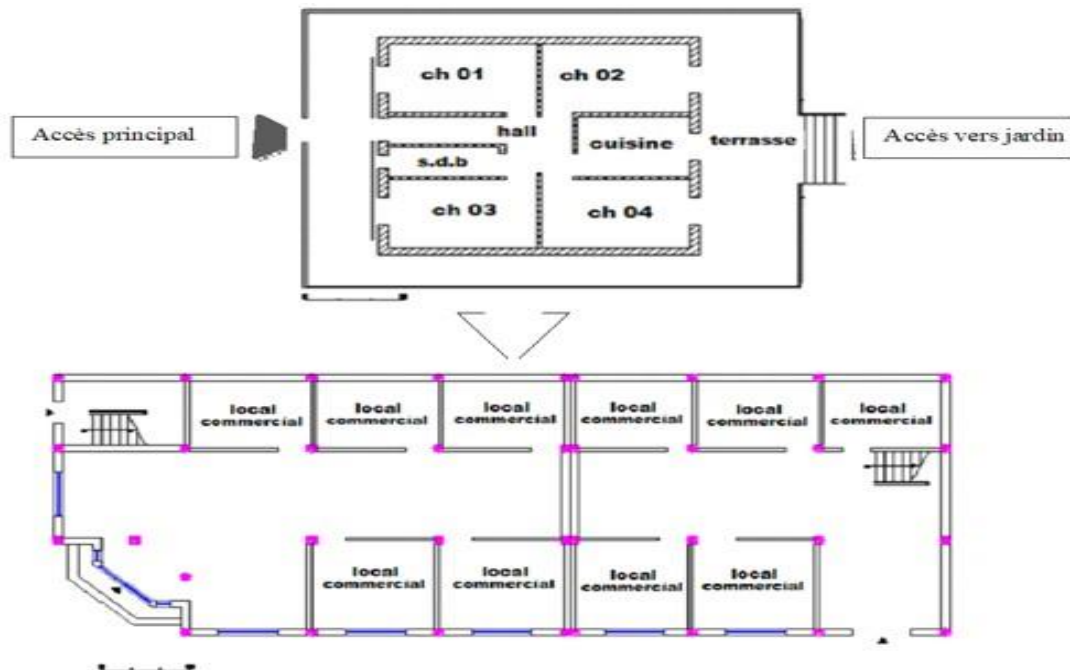 ch 01
ch 02
Accès principal
hall
cuisine
terrasse
Accès vers jardin
s.d.b
ch 03
ch 04
local
commercial
local
commercial
local
commercial
local
commercial
local
commercial
local
commercial
local
commercial
local
commercial
local
commercial
local
commercial